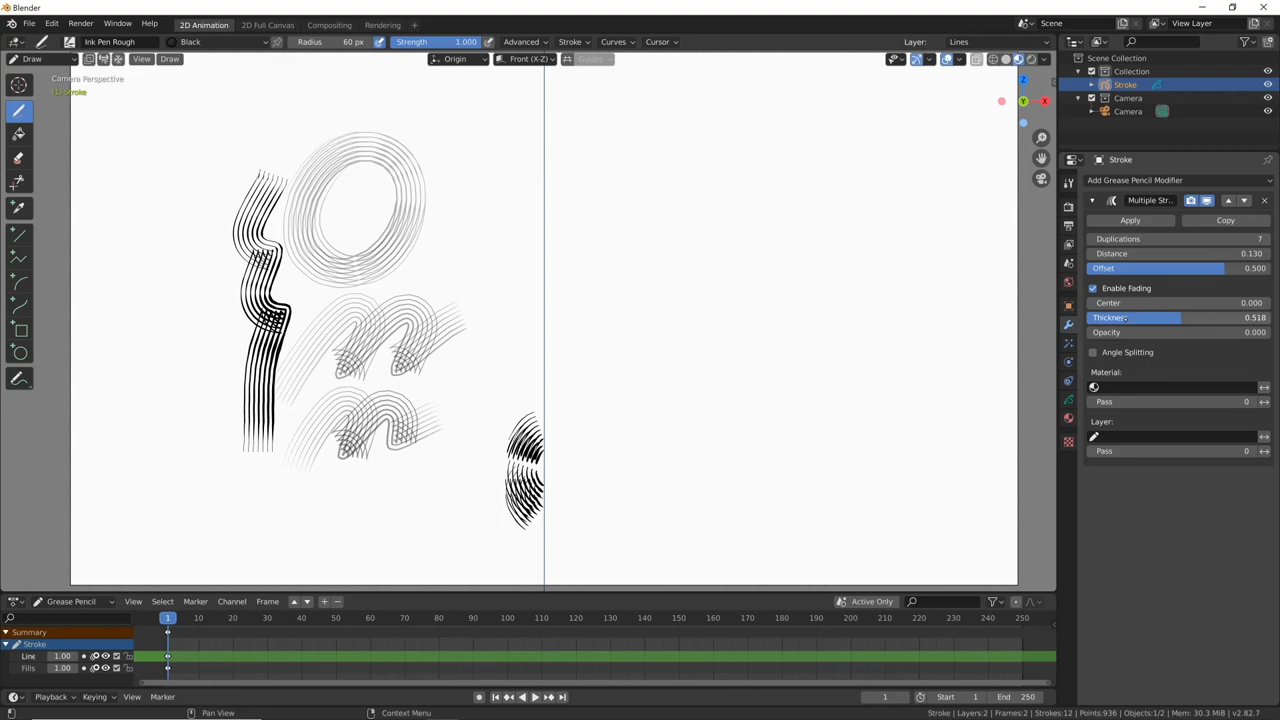 Blender
File Edit Render Window Help 2D Animation 2D Full Canvas Compositing Rendering + Scene View Layer
Ink Pen Rough Black Radius 60 px Strength 1.000 Advanced Stroke Curves Cursor Layer: Lines
Draw View Draw Origin Front (X-Z) Guides
Camera Perspective
(1) Stroke
Z
Y
X
Scene Collection
Collection
Stroke
Camera
Camera
Stroke
Add Grease Pencil Modifier
Multiple Str..
Apply Copy
Duplications 7
Distance 0.130
Offset 0.500
Enable Fading
Center 0.000
Thickness 0.518
Opacity 0.000
Angle Splitting
Material:
Pass 0
Layer:
Pass 0
Grease Pencil View Select Marker Channel Frame Active Only
1 10 20 30 40 50 60 70 80 90 100 110 120 130 140 150 160 170 180 190 200 210 220 230 240 250
Summary
Stroke
Line 1.00
Fills 1.00
Playback Keying View Marker 1 Start 1 End 250
Select Pan View Context Menu Stroke | Layers:2 | Frames:2 | Strokes:12 | Points:936 | Objects:1/2 | Mem: 30.3 MiB | v2.82.7